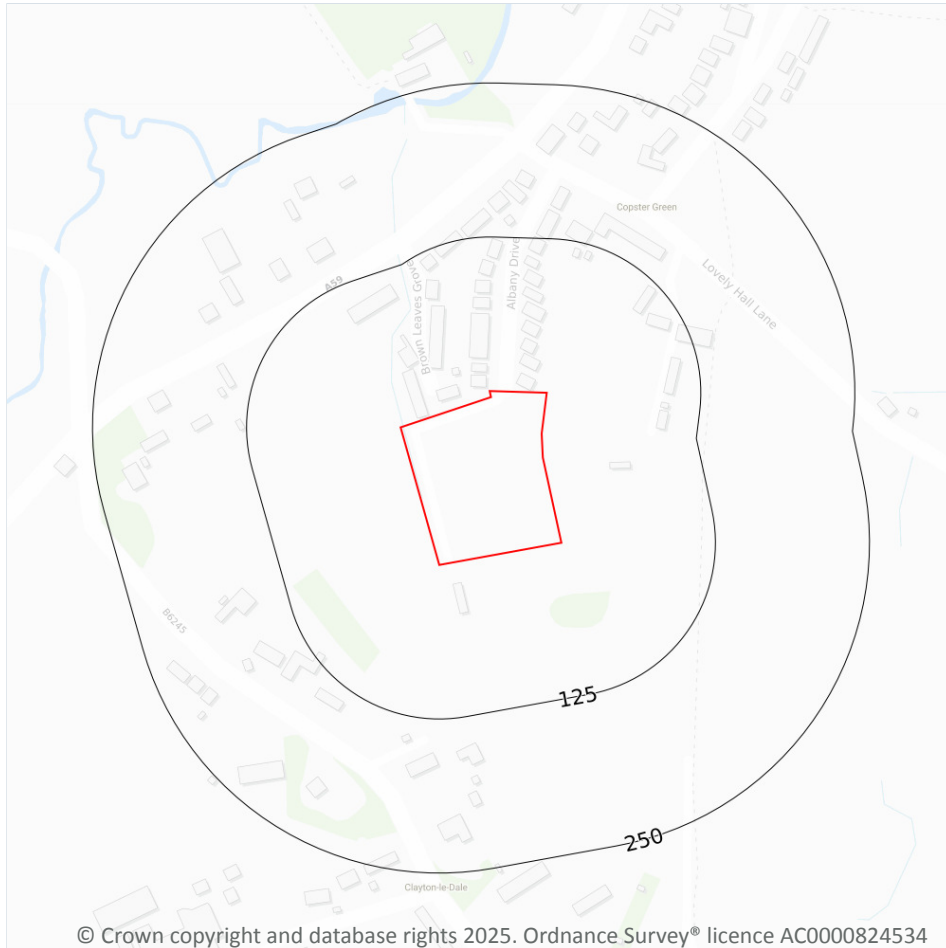 Copster Green
Lovely Hall Lane
Albany Drive
A59
Brown Leaves Grove
B6245
125
250
Clayton-le-Dale
© Crown copyright and database rights 2025. Ordnance Survey® licence AC0000824534